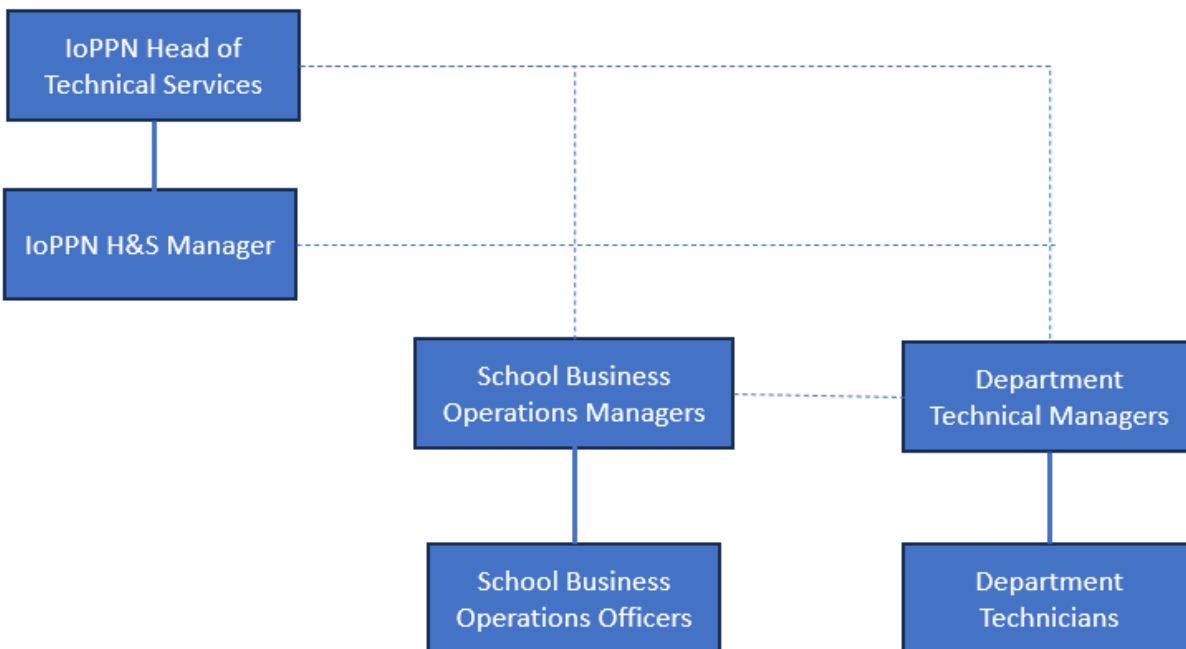 IoPPN Head of
Technical Services
IoPPN H&S Manager
School Business
Operations Managers
Department
Technical Managers
School Business
Operations Officers
Department
Technicians